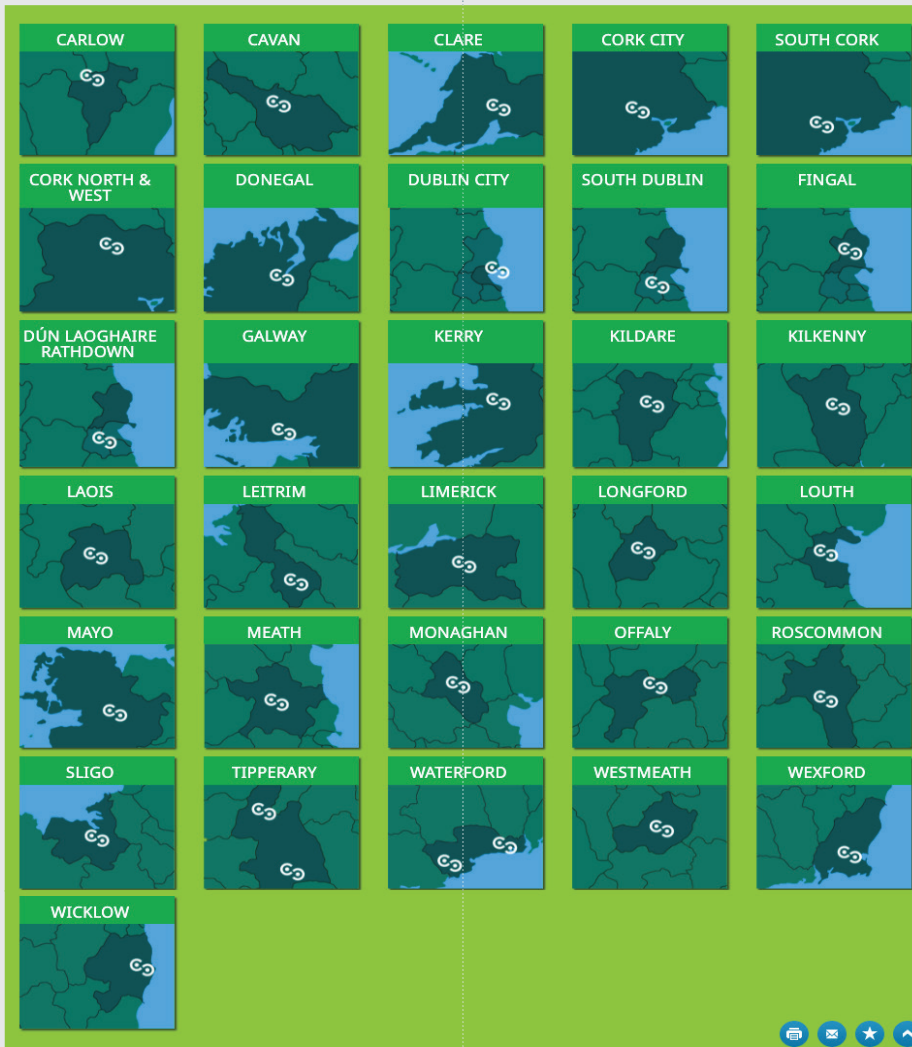 CARLOW
CAVAN
CLARE
CORK CITY
SOUTH CORK
CORK NORTH &
WEST
DONEGAL
DUBLIN CITY
SOUTH DUBLIN
FINGAL
DÚN LAOGHAIRE
RATHDOWN
GALWAY
KERRY
KILDARE
KILKENNY
LAOIS
LEITRIM
LIMERICK
LONGFORD
LOUTH
MAYO
MEATH
MONAGHAN
OFFALY
ROSCOMMON
SLIGO
TIPPERARY
WATERFORD
WESTMEATH
WEXFORD
WICKLOW